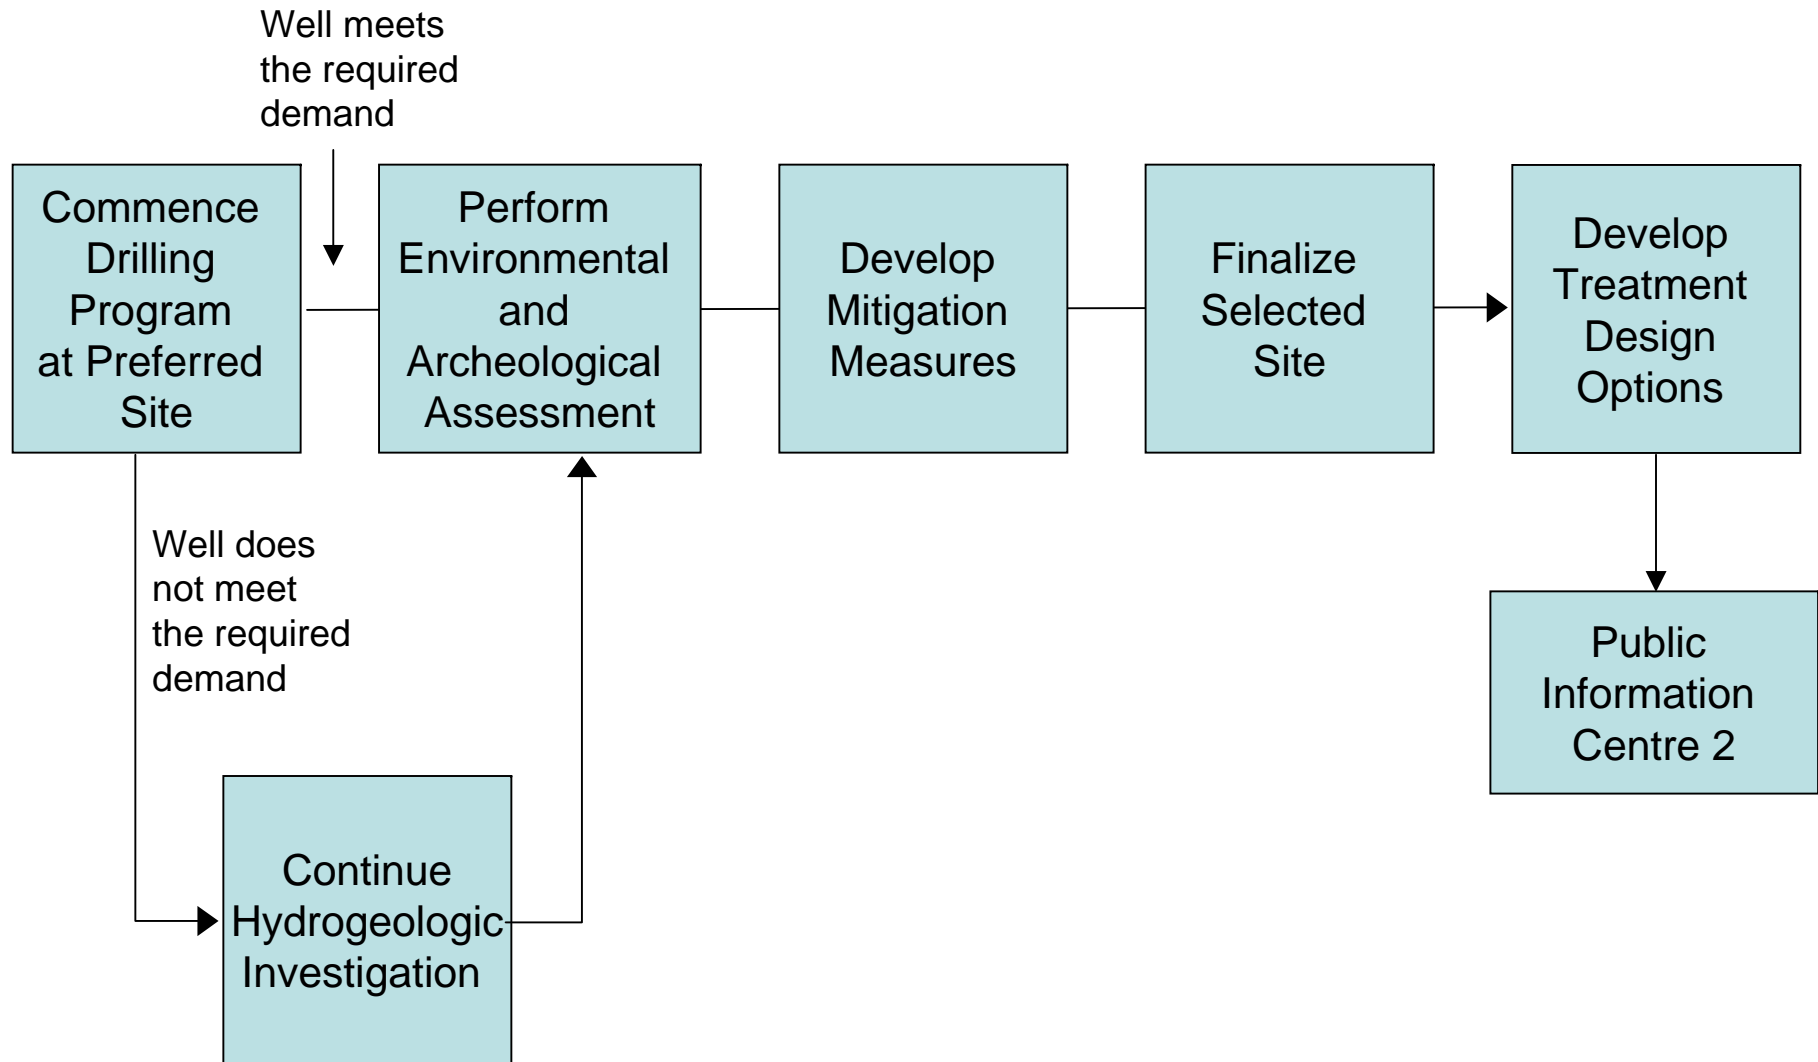 Well meets
the required
demand
Commence
Drilling
Program
at Preferred
Site
Perform
Environmental
and
Archeological
Assessment
Develop
Mitigation
Measures
Finalize
Selected
Site
Develop
Treatment
Design
Options
Well does
not meet
the required
demand
Public
Information
Centre 2
Continue
Hydrogeologic
Investigation